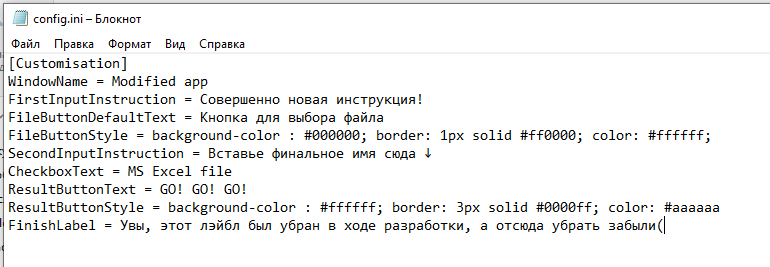 config.ini – Блокнот
Файл Правка Формат Вид Справка
[Customisation]
WindowName = Modified app
FirstInputInstruction = Совершенно новая инструкция!
FileButtonDefaultText = Кнопка для выбора файла
FileButtonStyle = background-color : #000000; border: 1px solid #ff0000; color: #ffffff;
SecondInputInstruction = Вставье финальное имя сюда ↓
CheckboxText = MS Excel file
ResultButtonText = GO! GO! GO!
ResultButtonStyle = background-color : #ffffff; border: 3px solid #0000ff; color: #aaaaaa
FinishLabel = Увы, этот лэйбл был убран в ходе разработки, а отсюда убрать забыли(